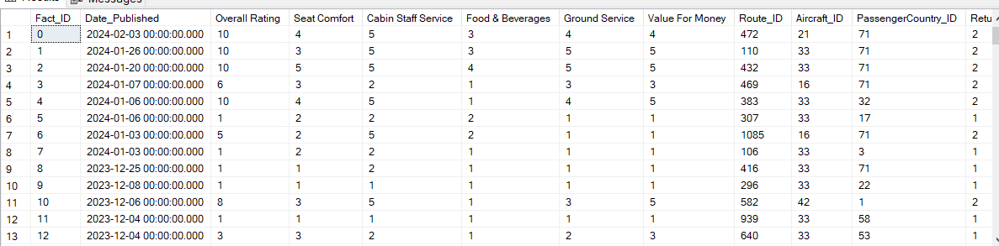 Messages
Fact_ID Date_Published Overall Rating Seat Comfort Cabin Staff Service Food & Beverages Ground Service Value For Money Route_ID Aircraft_ID PassengerCountry_ID Retu
1 0 2024-02-03 00:00:00.000 10 4 5 3 4 4 472 21 71 2
2 1 2024-01-26 00:00:00.000 10 3 5 3 5 5 110 33 71 2
3 2 2024-01-20 00:00:00.000 10 5 5 4 5 5 432 33 71 2
4 3 2024-01-07 00:00:00.000 6 3 2 1 3 3 469 16 71 2
5 4 2024-01-06 00:00:00.000 10 4 5 1 4 5 383 33 32 2
6 5 2024-01-06 00:00:00.000 1 2 2 2 1 1 307 33 17 1
7 6 2024-01-03 00:00:00.000 5 2 5 2 1 1 1085 16 71 2
8 7 2024-01-03 00:00:00.000 1 2 2 1 1 1 106 33 3 1
9 8 2023-12-25 00:00:00.000 1 1 2 1 1 1 416 33 71 1
10 9 2023-12-08 00:00:00.000 1 1 1 1 1 1 296 33 22 1
11 10 2023-12-06 00:00:00.000 8 3 5 1 3 5 582 42 1 2
12 11 2023-12-04 00:00:00.000 1 1 1 1 1 1 939 33 58 1
13 12 2023-12-04 00:00:00.000 3 3 2 1 2 3 640 33 53 1